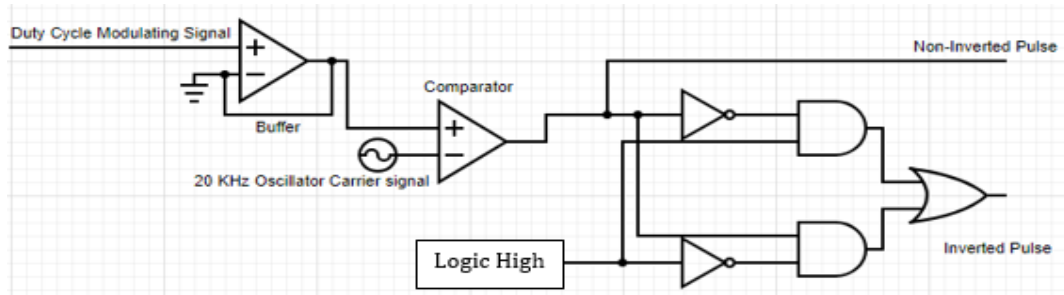 Duty Cycle Modulating Signal
Non-Inverted Pulse
+
−
Comparator
Buffer
+
−
20 KHz Oscillator Carrier signal
Logic High
Inverted Pulse